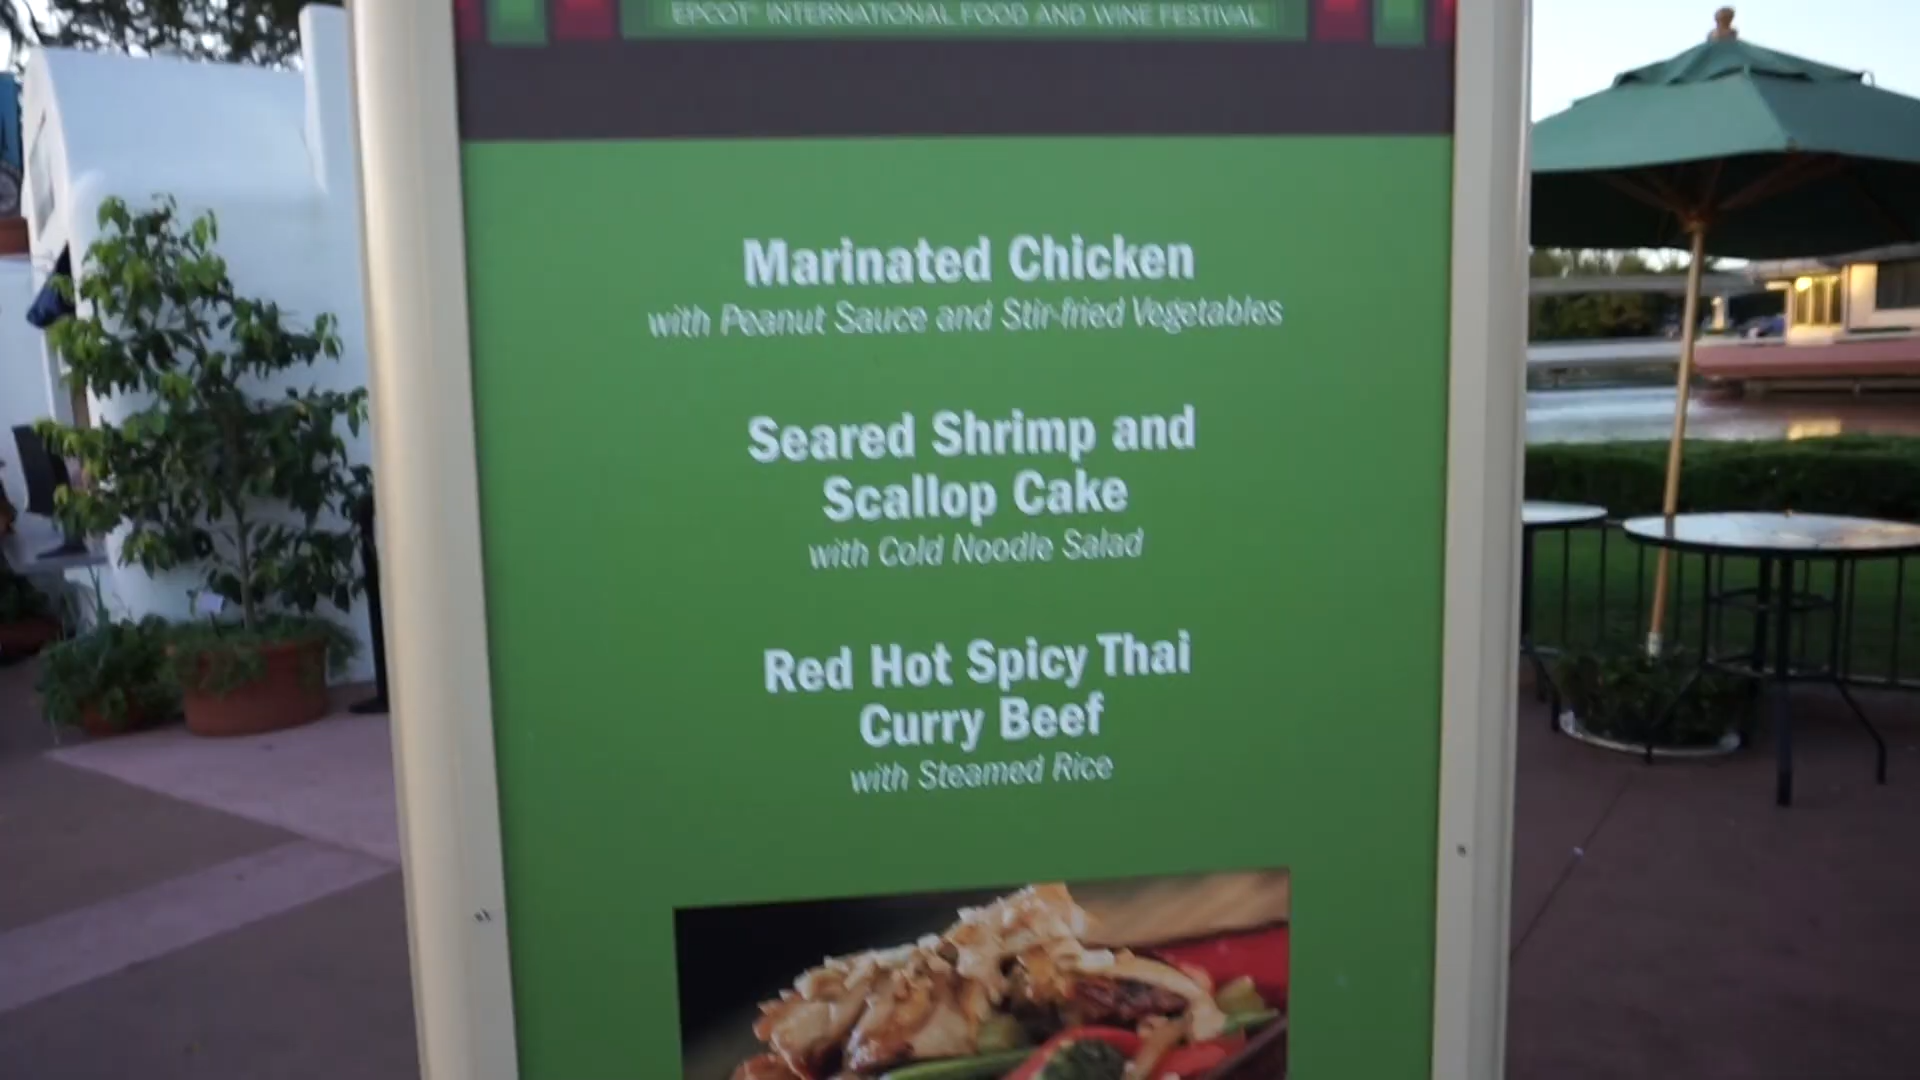 EPCOT® INTERNATIONAL FOOD AND WINE FESTIVAL
Marinated Chicken
with Peanut Sauce and Stir-fried Vegetables
Seared Shrimp and
Scallop Cake
with Cold Noodle Salad
Red Hot Spicy Thai
Curry Beef
with Steamed Rice